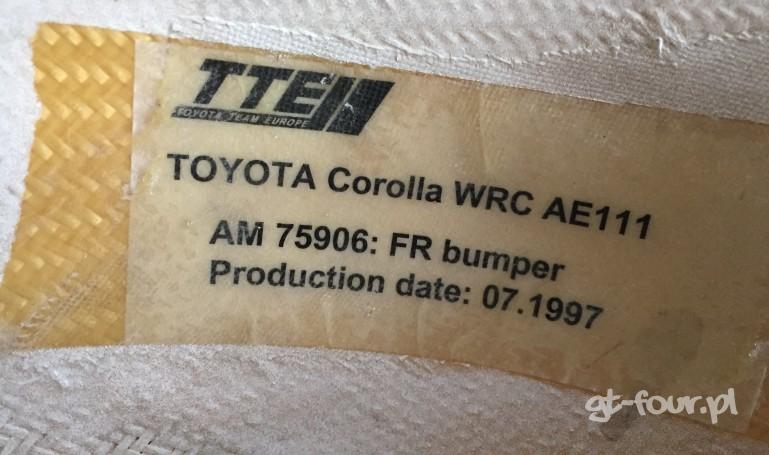 TTE
TOYOTA TEAM EUROPE
TOYOTA Corolla WRC AE111
AM 75906: FR bumper
Production date: 07.1997
gt-four.pl